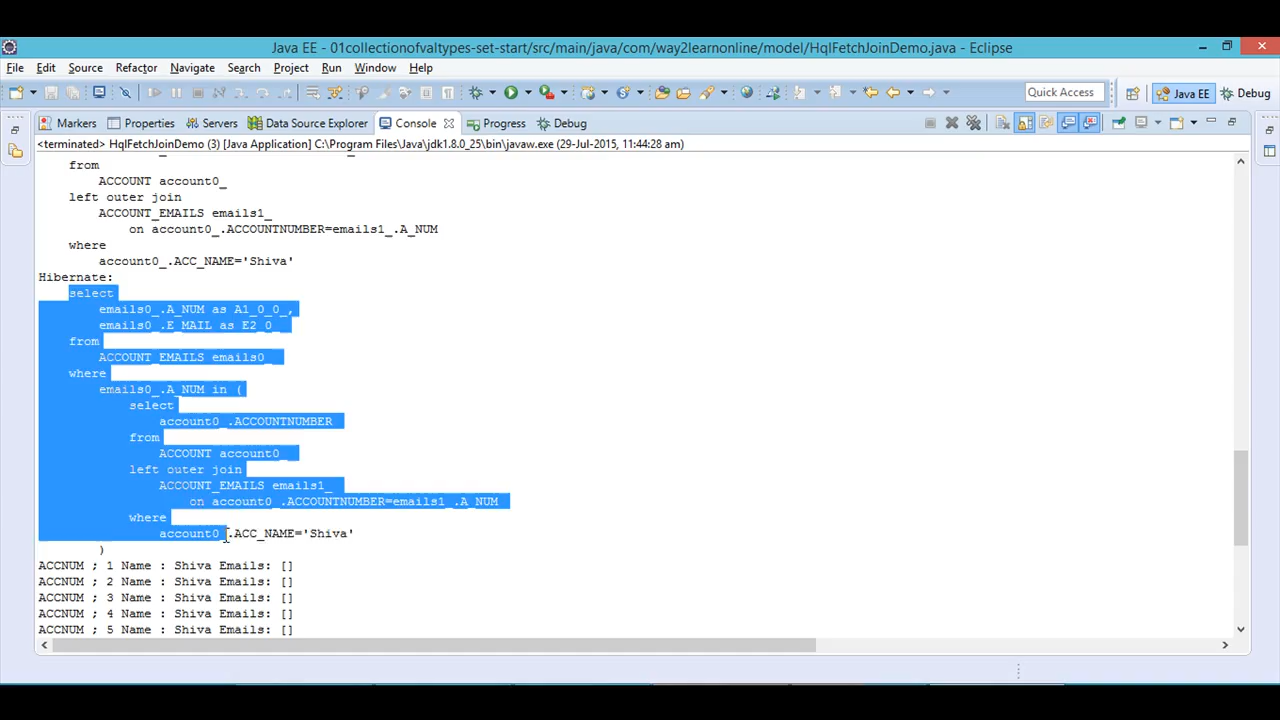 Java EE - 01collectionofvaltypes-set-start/src/main/java/com/way2learnonline/model/HqlFetchJoinDemo.java - Eclipse
File Edit Source Refactor Navigate Search Project Run Window Help
Quick Access Java EE Debug
Markers Properties Servers Data Source Explorer Console Progress Debug
<terminated> HqlFetchJoinDemo (3) [Java Application] C:\Program Files\Java\jdk1.8.0_25\bin\javaw.exe (29-Jul-2015, 11:44:28 am)
from
ACCOUNT account0_
left outer join
ACCOUNT_EMAILS emails1_
on account0_.ACCOUNTNUMBER=emails1_.A_NUM
where
account0_.ACC_NAME='Shiva'
Hibernate:
select
emails0_.A_NUM as A1_0_0_,
emails0_.E_MAIL as E2_0_
from
ACCOUNT_EMAILS emails0_
where
emails0_.A_NUM in (
select
account0_.ACCOUNTNUMBER
from
ACCOUNT account0_
left outer join
ACCOUNT_EMAILS emails1_
on account0_.ACCOUNTNUMBER=emails1_.A_NUM
where
account0_.ACC_NAME='Shiva'
)
ACCNUM ; 1 Name : Shiva Emails: []
ACCNUM ; 2 Name : Shiva Emails: []
ACCNUM ; 3 Name : Shiva Emails: []
ACCNUM ; 4 Name : Shiva Emails: []
ACCNUM ; 5 Name : Shiva Emails: []